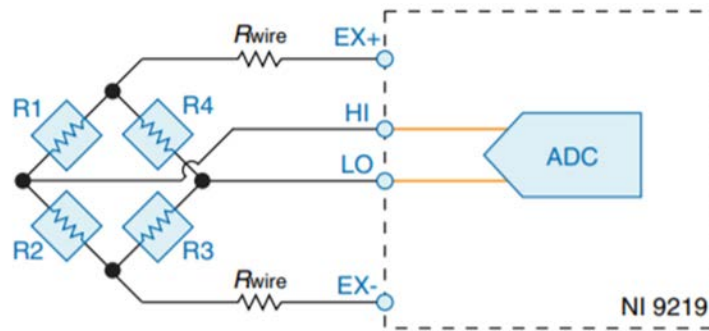 Rwire
EX+
R1
R4
HI
ADC
LO
R2
R3
Rwire
EX-
NI 9219